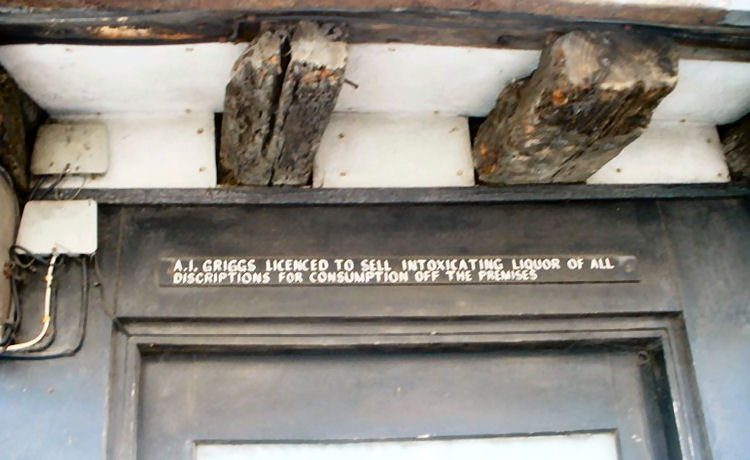 A.I. GRIGGS LICENCED TO SELL INTOXICATING LIQUOR OF ALL
DISCRIPTIONS FOR CONSUMPTION OFF THE PREMISES